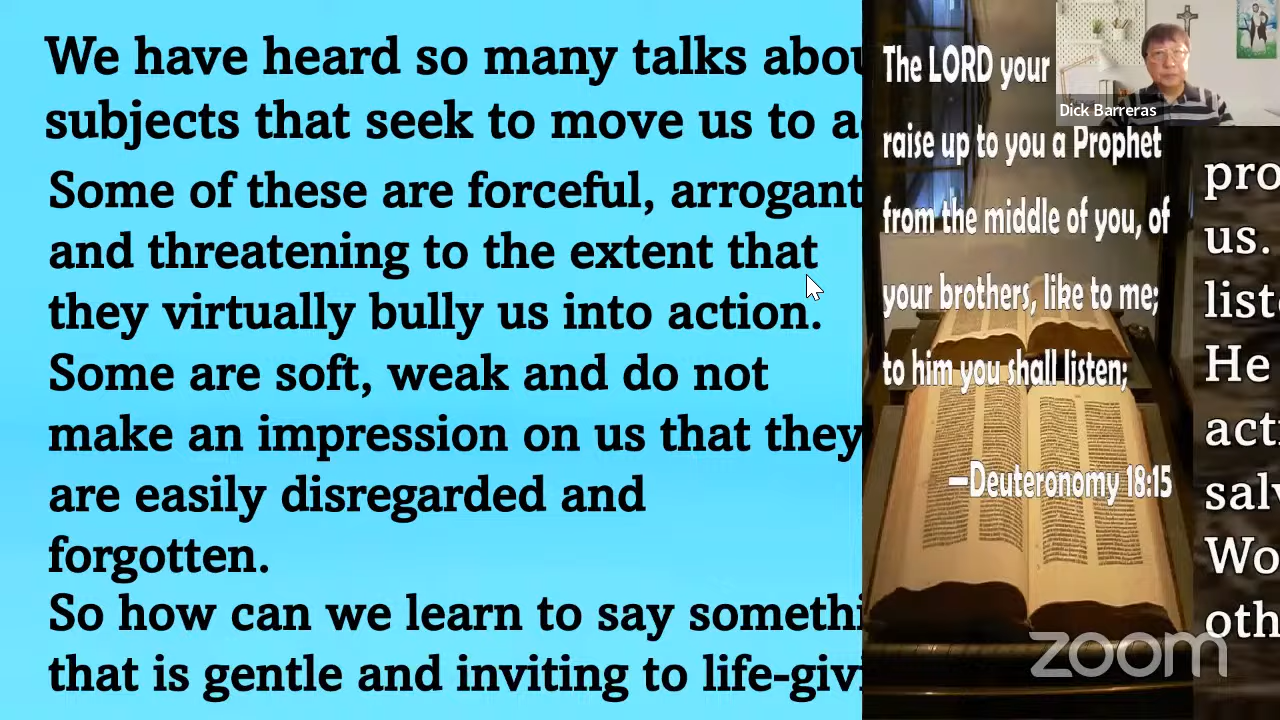 We have heard so many talks abou
subjects that seek to move us to a
Some of these are forceful, arrogant
and threatening to the extent that
they virtually bully us into action.
Some are soft, weak and do not
make an impression on us that they
are easily disregarded and
forgotten.
So how can we learn to say somethi
that is gentle and inviting to life-givi
The LORD your
raise up to you a Prophet
from the middle of you, of
your brothers, like to me;
to him you shall listen;
—Deuteronomy 18:15
Dick Barreras
pro
us.
list
He
acti
salv
Wo
oth
zoom